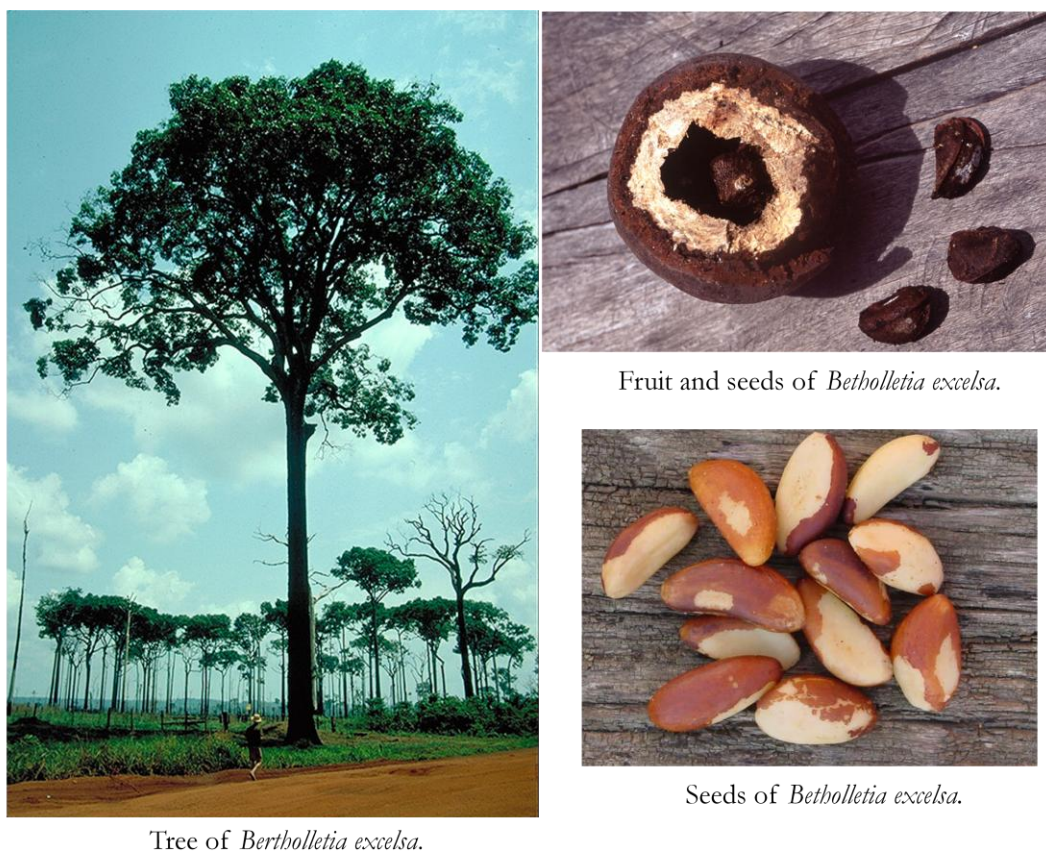 Fruit and seeds of Betholletia excelsa.
Seeds of Betholletia excelsa.
Tree of Bertholletia excelsa.